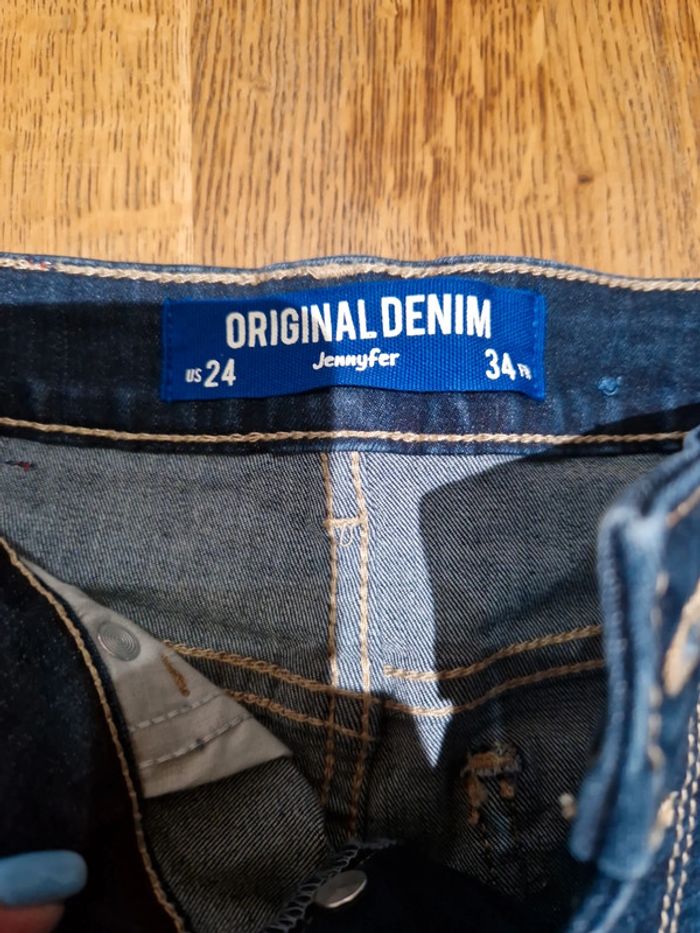 ORIGINAL DENIM
Jennyfer
US 24 34 FR